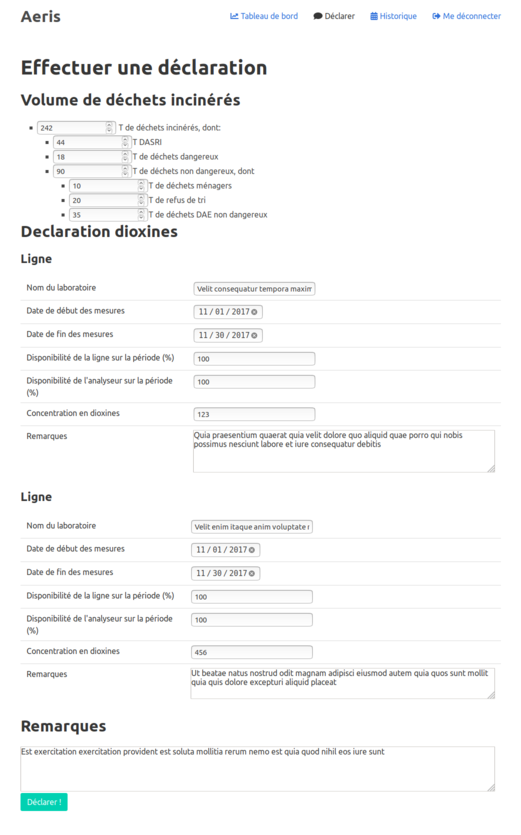 Aeris
Tableau de bord
Déclarer
Historique
Me déconnecter
Effectuer une déclaration
Volume de déchets incinérés
242 T de déchets incinérés, dont:
44 T DASRI
18 T de déchets dangereux
90 T de déchets non dangereux, dont
10 T de déchets ménagers
20 T de refus de tri
35 T de déchets DAE non dangereux
Declaration dioxines
Ligne
Nom du laboratoire Velit consequatur tempora maxim
Date de début des mesures 11/01/2017
Date de fin des mesures 11/30/2017
Disponibilité de la ligne sur la période (%) 100
Disponibilité de l'analyseur sur la période 100
(%)
Concentration en dioxines 123
Remarques Quia praesentium quaerat quia velit dolore quo aliquid quae porro qui nobis
possimus nesciunt labore et iure consequatur debitis
Ligne
Nom du laboratoire Velit enim itaque anim voluptate
Date de début des mesures 11/01/2017
Date de fin des mesures 11/30/2017
Disponibilité de la ligne sur la période (%) 100
Disponibilité de l'analyseur sur la période 100
(%)
Concentration en dioxines 456
Remarques Ut beatae natus nostrud odit magnam adipisci eiusmod autem quia quos sunt mollit
quia quis dolore excepturi aliquid placeat
Remarques
Est exercitation exercitation provident est soluta mollitia rerum nemo est quia quod nihil eos iure sunt
Déclarer !